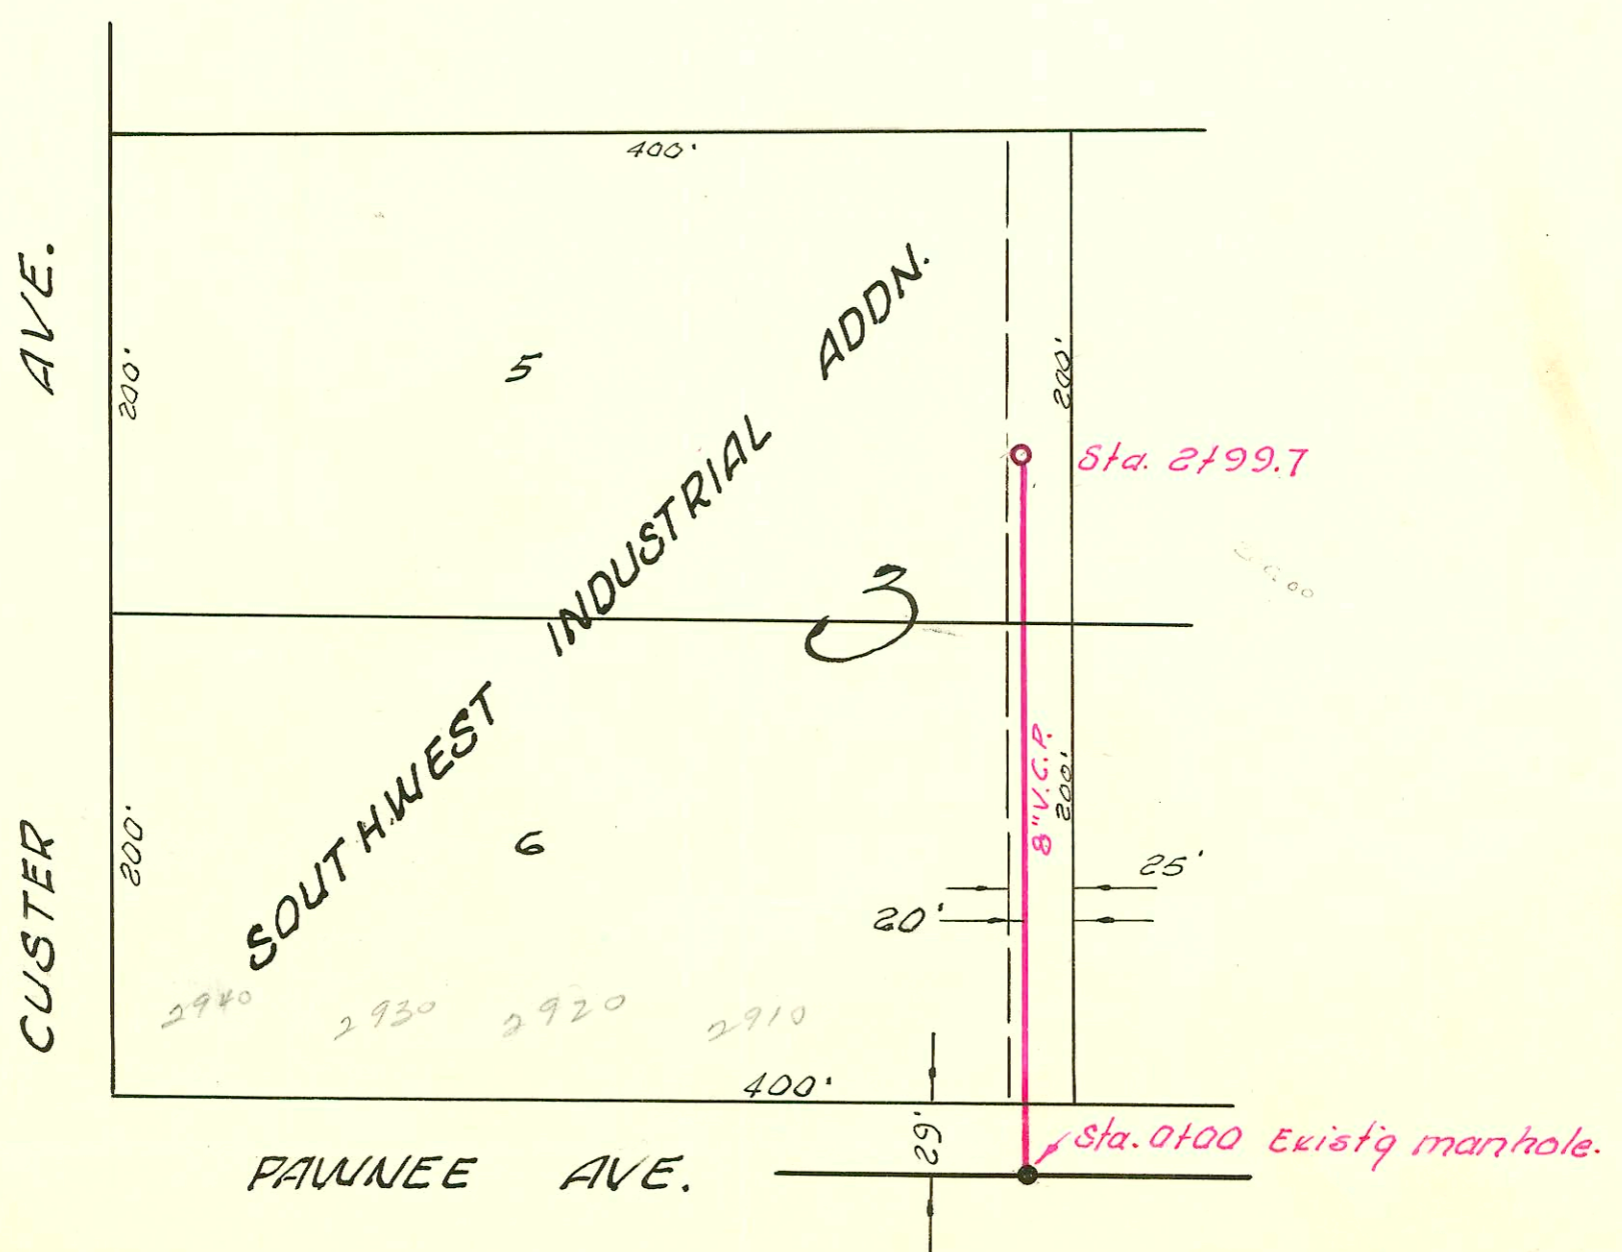 400'
AVE.
200'
5
SOUTHWEST INDUSTRIAL ADDN.
200'
Sta. 2+99.7
3
CUSTER
200'
6
8" V.C.P.
200'
25'
20'
2940 2930 2920 2910
400'
29'
Sta. 0+00 Existig manhole.
PAWNEE AVE.